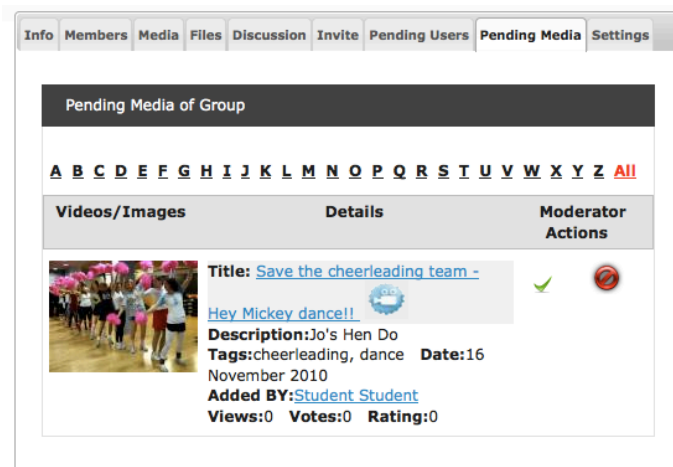 Info Members Media Files Discussion Invite Pending Users Pending Media Settings
Pending Media of Group
A B C D E F G H I J K L M N O P Q R S T U V W X Y Z All
Videos/Images Details Moderator
Actions
Title: Save the cheerleading team -
Hey Mickey dance!!
Description:Jo's Hen Do
Tags:cheerleading, dance Date:16
November 2010
Added BY:Student Student
Views:0 Votes:0 Rating:0